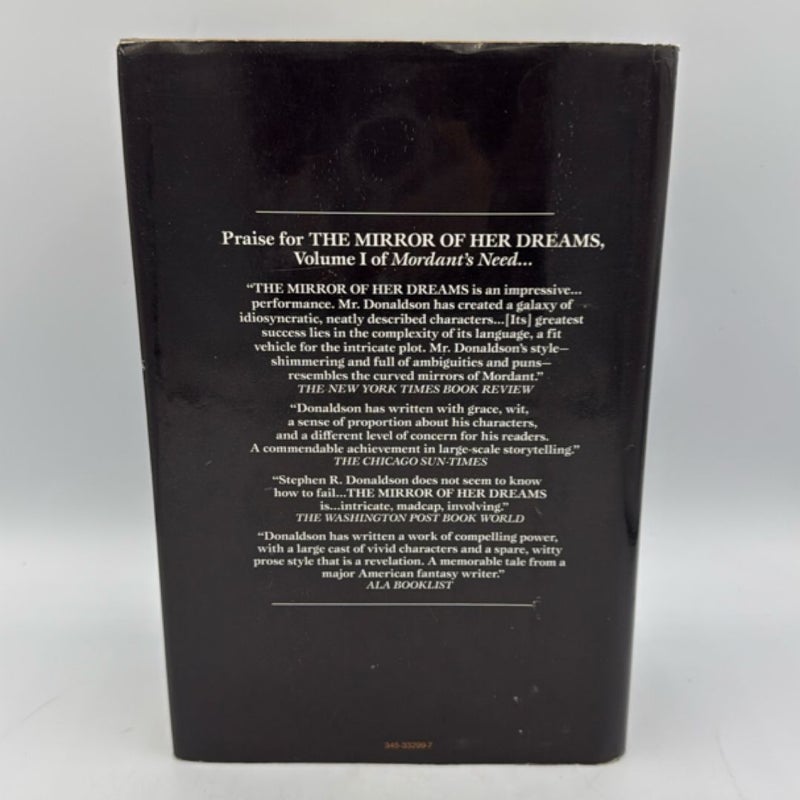 Praise for THE MIRROR OF HER DREAMS,
Volume I of Mordant's Need...
“THE MIRROR OF HER DREAMS is an impressive...
performance. Mr. Donaldson has created a galaxy of
idiosyncratic, neatly described characters...[Its] greatest
success lies in the complexity of its language, a fit
vehicle for the intricate plot. Mr. Donaldson's style—
shimmering and full of ambiguities and puns—
resembles the curved mirrors of Mordant.”
THE NEW YORK TIMES BOOK REVIEW
“Donaldson has written with grace, wit,
a sense of proportion about his characters,
and a different level of concern for his readers.
A commendable achievement in large-scale storytelling.”
THE CHICAGO SUN-TIMES
“Stephen R. Donaldson does not seem to know
how to fail...THE MIRROR OF HER DREAMS
is...intricate, madcap, involving.”
THE WASHINGTON POST BOOK WORLD
“Donaldson has written a work of compelling power,
with a large cast of vivid characters and a spare, witty
prose style that is a revelation. A memorable tale from a
major American fantasy writer.”
ALA BOOKLIST
345-33299-7